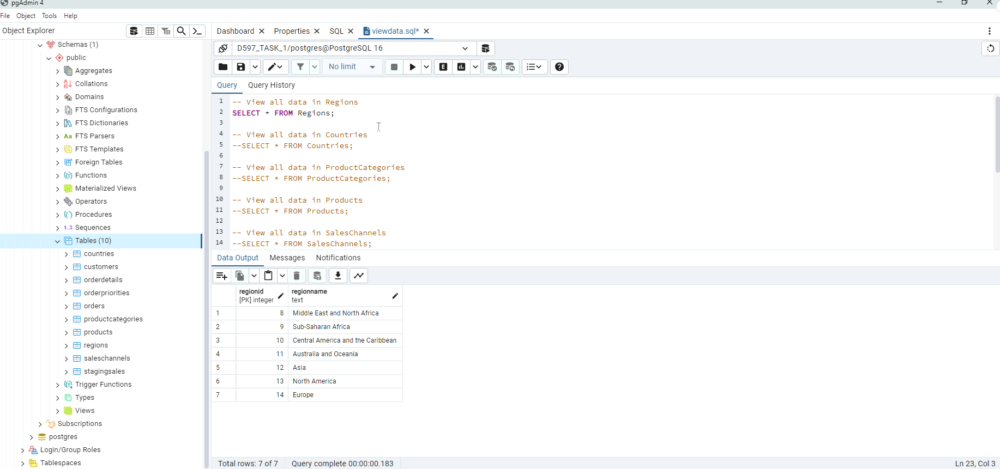 pgAdmin 4
File Object Tools Help
Object Explorer
Dashboard Properties SQL viewdata.sql*
Schemas (1)
public
Aggregates
Collations
Domains
FTS Configurations
FTS Dictionaries
Aa FTS Parsers
FTS Templates
Foreign Tables
Functions
Materialized Views
Operators
Procedures
1..3 Sequences
Tables (10)
countries
customers
orderdetails
orderpriorities
orders
productcategories
products
regions
saleschannels
stagingsales
Trigger Functions
Types
Views
Subscriptions
postgres
Login/Group Roles
Tablespaces
D597_TASK_1/postgres@PostgreSQL 16
No limit E
Query Query History
1 -- View all data in Regions
2 SELECT * FROM Regions;
3
4 -- View all data in Countries
5 --SELECT * FROM Countries;
6
7 -- View all data in ProductCategories
8 --SELECT * FROM ProductCategories;
9
10 -- View all data in Products
11 --SELECT * FROM Products;
12
13 -- View all data in SalesChannels
14 --SELECT * FROM SalesChannels;
Data Output Messages Notifications
regionid regionname
[PK] integer text
1 8 Middle East and North Africa
2 9 Sub-Saharan Africa
3 10 Central America and the Caribbean
4 11 Australia and Oceania
5 12 Asia
6 13 North America
7 14 Europe
Total rows: 7 of 7 Query complete 00:00:00.183 Ln 23, Col 3